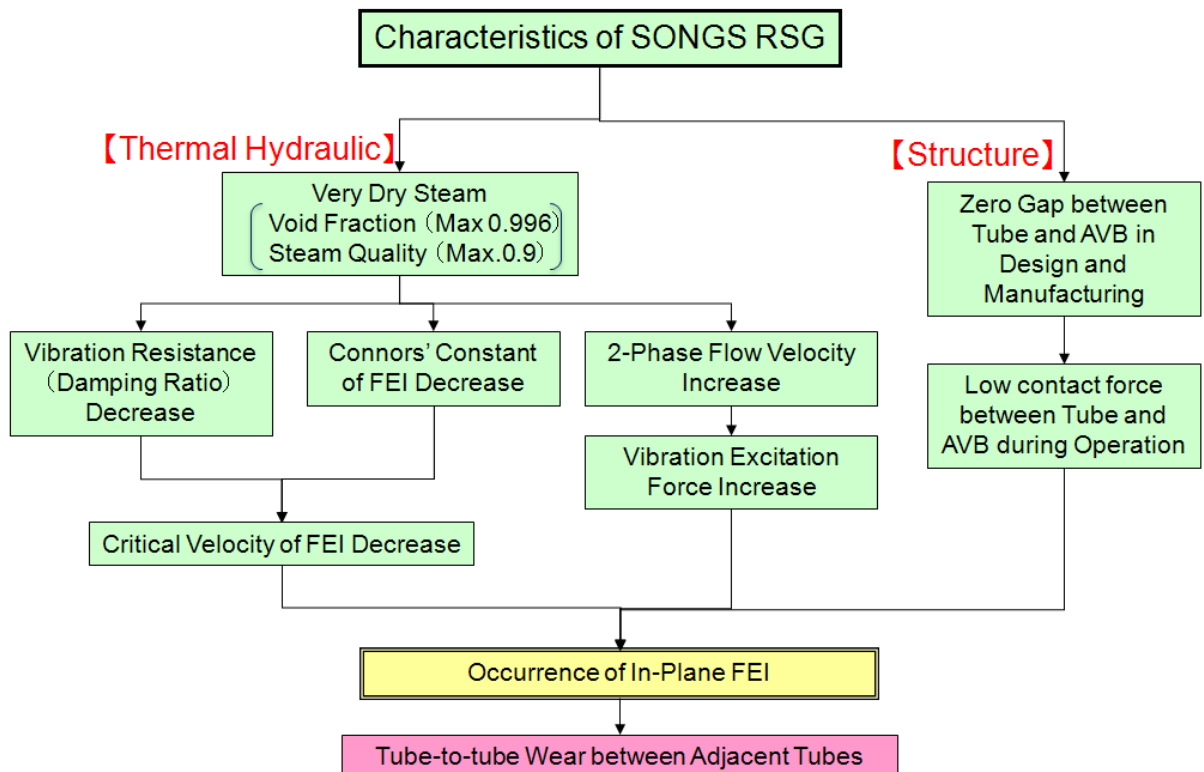 Characteristics of SONGS RSG
【Thermal Hydraulic】
【Structure】
Very Dry Steam
Void Fraction（Max 0.996）
Steam Quality（Max.0.9）
Zero Gap between
Tube and AVB in
Design and
Manufacturing
Vibration Resistance
（Damping Ratio）
Decrease
Connors’ Constant
of FEI Decrease
2-Phase Flow Velocity
Increase
Low contact force
between Tube and
AVB during Operation
Vibration Excitation
Force Increase
Critical Velocity of FEI Decrease
Occurrence of In-Plane FEI
Tube-to-tube Wear between Adjacent Tubes